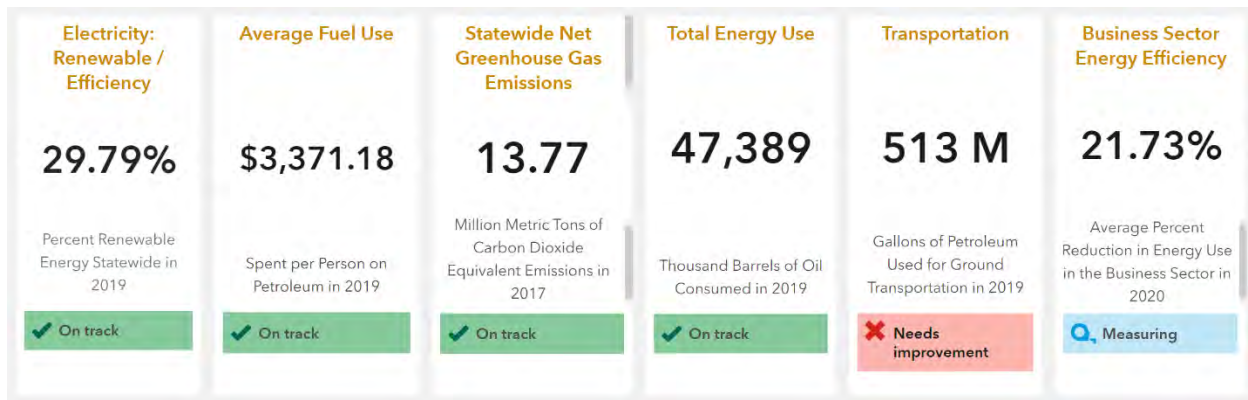 Electricity:
Renewable /
Efficiency
29.79%
Percent Renewable
Energy Statewide in
2019
On track
Average Fuel Use
$3,371.18
Spent per Person on
Petroleum in 2019
On track
Statewide Net
Greenhouse Gas
Emissions
13.77
Million Metric Tons of
Carbon Dioxide
Equivalent Emissions in
2017
On track
Total Energy Use
47,389
Thousand Barrels of Oil
Consumed in 2019
On track
Transportation
513 M
Gallons of Petroleum
Used for Ground
Transportation in 2019
Needs
improvement
Business Sector
Energy Efficiency
21.73%
Average Percent
Reduction in Energy Use
in the Business Sector in
2020
Measuring